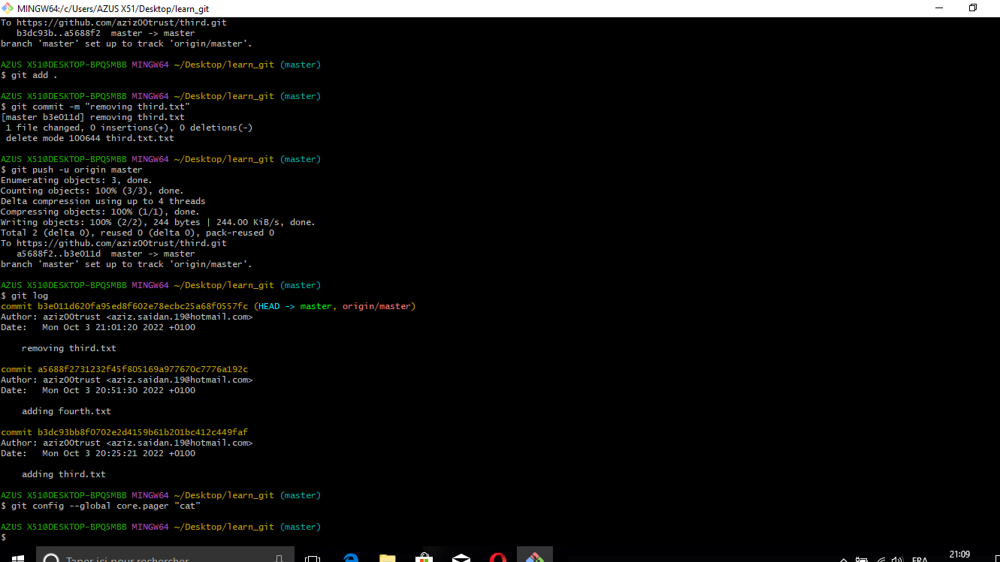 MINGW64:/c/Users/AZUS X51/Desktop/learn_git
To https://github.com/aziz00trust/third.git
   b3dc93b..a5688f2  master -> master
branch 'master' set up to track 'origin/master'.
AZUS X51@DESKTOP-BPQ5MBB MINGW64 ~/Desktop/learn_git (master)
$ git add .
AZUS X51@DESKTOP-BPQ5MBB MINGW64 ~/Desktop/learn_git (master)
$ git commit -m "removing third.txt"
[master b3e011d] removing third.txt
 1 file changed, 0 insertions(+), 0 deletions(-)
 delete mode 100644 third.txt.txt
AZUS X51@DESKTOP-BPQ5MBB MINGW64 ~/Desktop/learn_git (master)
$ git push -u origin master
Enumerating objects: 3, done.
Counting objects: 100% (3/3), done.
Delta compression using up to 4 threads
Compressing objects: 100% (1/1), done.
Writing objects: 100% (2/2), 244 bytes | 244.00 KiB/s, done.
Total 2 (delta 0), reused 0 (delta 0), pack-reused 0
To https://github.com/aziz00trust/third.git
   a5688f2..b3e011d  master -> master
branch 'master' set up to track 'origin/master'.
AZUS X51@DESKTOP-BPQ5MBB MINGW64 ~/Desktop/learn_git (master)
$ git log
commit b3e011d620fa95ed8f602e78ecbc25a68f0557fc (HEAD -> master, origin/master)
Author: aziz00trust <aziz.saidan.19@hotmail.com>
Date:   Mon Oct 3 21:01:20 2022 +0100
    removing third.txt
commit a5688f2731232f45f805169a977670c7776a192c
Author: aziz00trust <aziz.saidan.19@hotmail.com>
Date:   Mon Oct 3 20:51:30 2022 +0100
    adding fourth.txt
commit b3dc93bb8f0702e2d4159b61b201bc412c449faf
Author: aziz00trust <aziz.saidan.19@hotmail.com>
Date:   Mon Oct 3 20:25:21 2022 +0100
    adding third.txt
AZUS X51@DESKTOP-BPQ5MBB MINGW64 ~/Desktop/learn_git (master)
$ git config --global core.pager "cat"
AZUS X51@DESKTOP-BPQ5MBB MINGW64 ~/Desktop/learn_git (master)
$
Taper ici pour rechercher
FRA
21:09